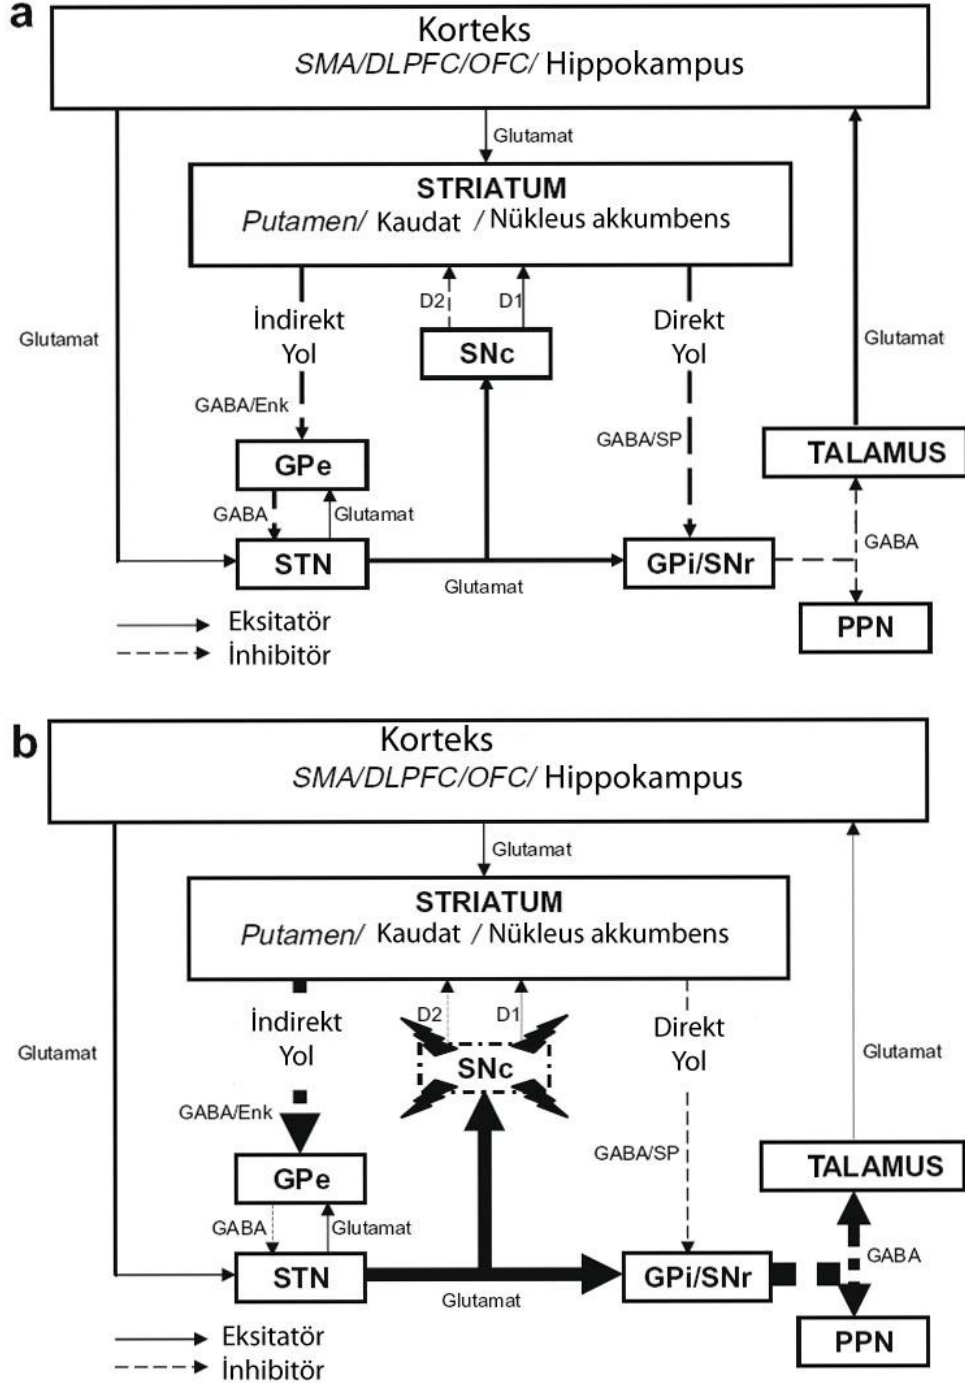 a
Korteks
SMA/DLPFC/OFC/ Hippokampus
Glutamat
STRIATUM
Putamen/ Kaudat / Nükleus akkumbens
D2
D1
İndirekt
Yol
Direkt
Yol
Glutamat
Glutamat
SNc
GABA/Enk
GABA/SP
TALAMUS
GPe
GABA
Glutamat
GABA
STN
Glutamat
GPi/SNr
PPN
Eksitatör
İnhibitör
b
Korteks
SMA/DLPFC/OFC/ Hippokampus
Glutamat
STRIATUM
Putamen/ Kaudat / Nükleus akkumbens
D2
D1
İndirekt
Yol
Direkt
Yol
Glutamat
Glutamat
SNc
GABA/Enk
GABA/SP
TALAMUS
GPe
GABA
Glutamat
GABA
STN
Glutamat
GPi/SNr
PPN
Eksitatör
İnhibitör